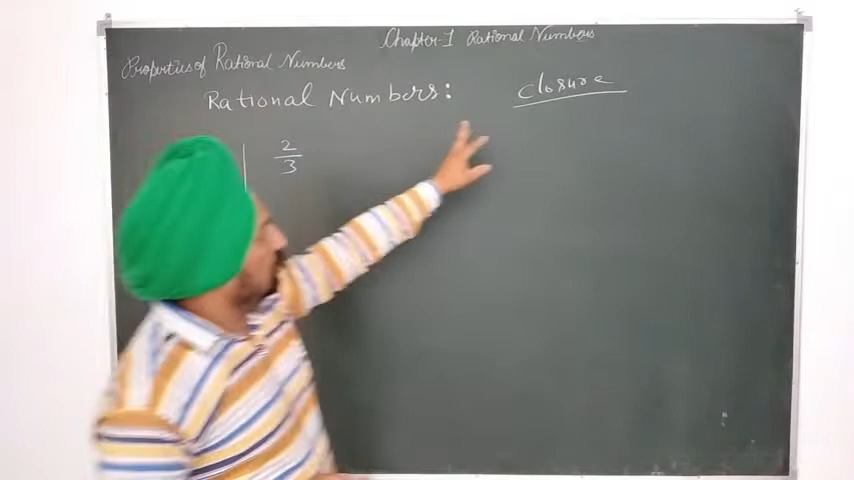 Chapter-1 Rational Numbers
Properties of Rational Numbers
Rational Numbers:
closure
2
3